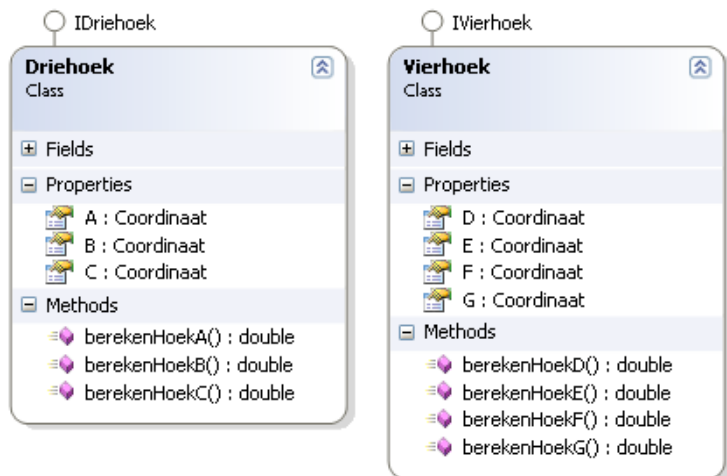 IDriehoek
Driehoek
Class
Fields
Properties
A : Coordinaat
B : Coordinaat
C : Coordinaat
Methods
berekenHoekA() : double
berekenHoekB() : double
berekenHoekC() : double
IVierhoek
Vierhoek
Class
Fields
Properties
D : Coordinaat
E : Coordinaat
F : Coordinaat
G : Coordinaat
Methods
berekenHoekD() : double
berekenHoekE() : double
berekenHoekF() : double
berekenHoekG() : double